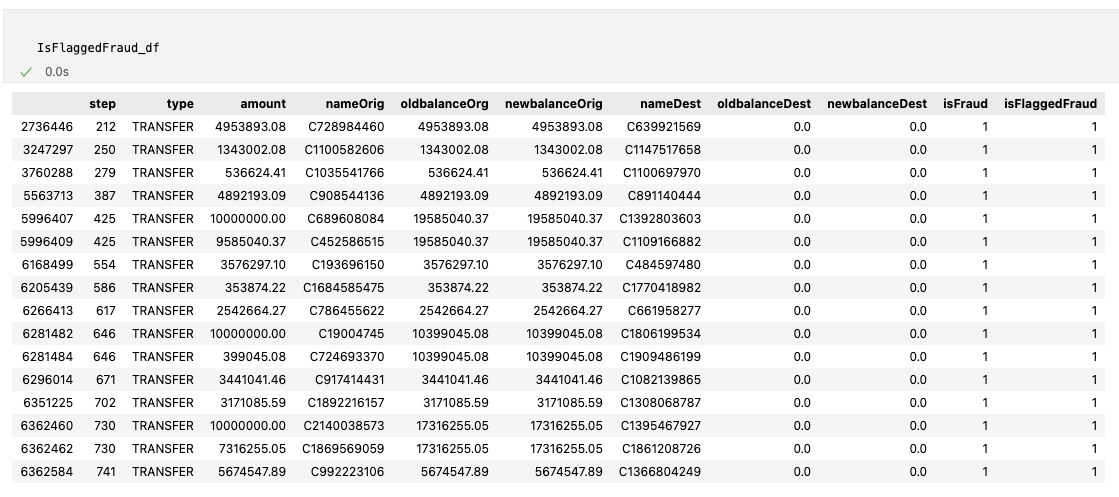 IsFlaggedFraud_df
0.0s
step type amount nameOrig oldbalanceOrg newbalanceOrig nameDest oldbalanceDest newbalanceDest isFraud isFlaggedFraud
2736446 212 TRANSFER 4953893.08 C728984460 4953893.08 4953893.08 C639921569 0.0 0.0 1 1
3247297 250 TRANSFER 1343002.08 C1100582606 1343002.08 1343002.08 C1147517658 0.0 0.0 1 1
3760288 279 TRANSFER 536624.41 C1035541766 536624.41 536624.41 C1100697970 0.0 0.0 1 1
5563713 387 TRANSFER 4892193.09 C908544136 4892193.09 4892193.09 C891140444 0.0 0.0 1 1
5996407 425 TRANSFER 10000000.00 C689608084 19585040.37 19585040.37 C1392803603 0.0 0.0 1 1
5996409 425 TRANSFER 9585040.37 C452586515 19585040.37 19585040.37 C1109166882 0.0 0.0 1 1
6168499 554 TRANSFER 3576297.10 C193696150 3576297.10 3576297.10 C484597480 0.0 0.0 1 1
6205439 586 TRANSFER 353874.22 C1684585475 353874.22 353874.22 C1770418982 0.0 0.0 1 1
6266413 617 TRANSFER 2542664.27 C786455622 2542664.27 2542664.27 C661958277 0.0 0.0 1 1
6281482 646 TRANSFER 10000000.00 C19004745 10399045.08 10399045.08 C1806199534 0.0 0.0 1 1
6281484 646 TRANSFER 399045.08 C724693370 10399045.08 10399045.08 C1909486199 0.0 0.0 1 1
6296014 671 TRANSFER 3441041.46 C917414431 3441041.46 3441041.46 C1082139865 0.0 0.0 1 1
6351225 702 TRANSFER 3171085.59 C1892216157 3171085.59 3171085.59 C1308068787 0.0 0.0 1 1
6362460 730 TRANSFER 10000000.00 C2140038573 17316255.05 17316255.05 C1395467927 0.0 0.0 1 1
6362462 730 TRANSFER 7316255.05 C1869569059 17316255.05 17316255.05 C1861208726 0.0 0.0 1 1
6362584 741 TRANSFER 5674547.89 C992223106 5674547.89 5674547.89 C1366804249 0.0 0.0 1 1